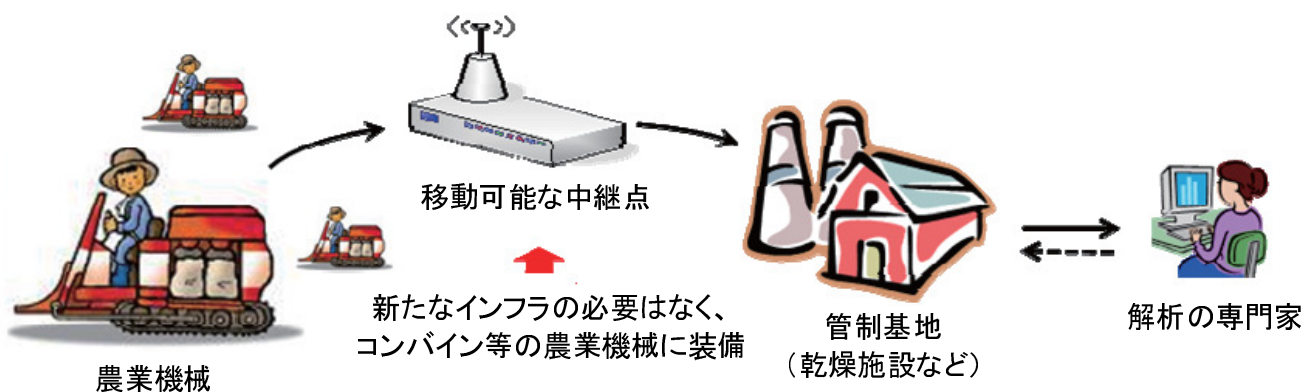 移動可能な中継点
新たなインフラの必要はなく、
コンバイン等の農業機械に装備
農業機械
管制基地
（乾燥施設など）
解析の専門家